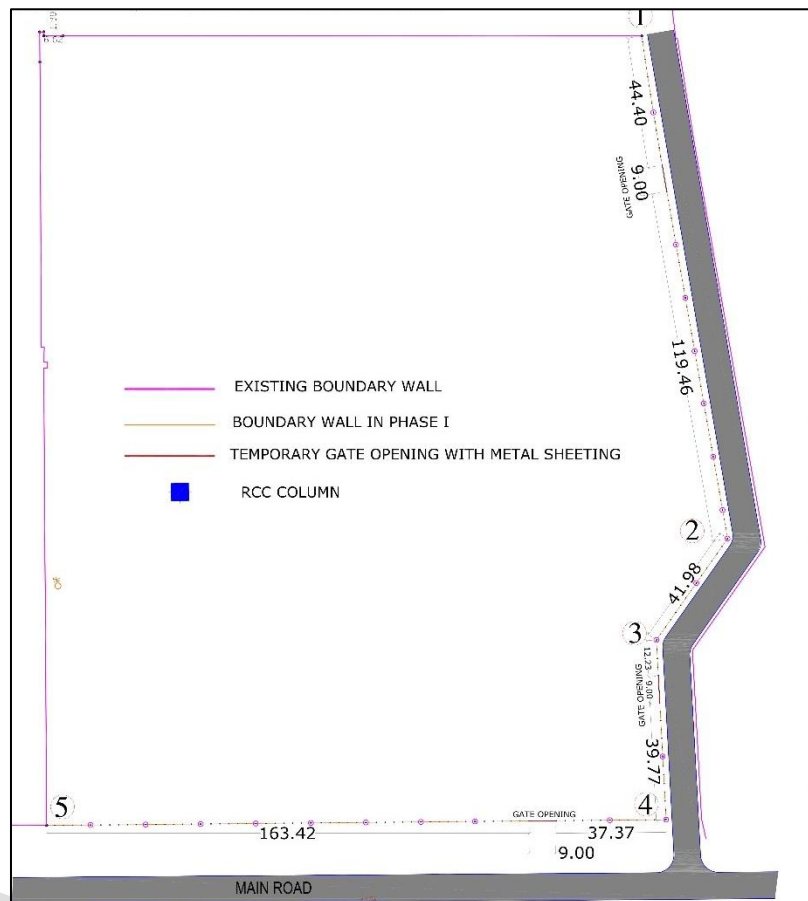 1
44.40
9.00
GATE OPENING
119.46
EXISTING BOUNDARY WALL
BOUNDARY WALL IN PHASE I
TEMPORARY GATE OPENING WITH METAL SHEETING
RCC COLUMN
2
41.98
3
12.23
9.00
GATE OPENING
39.77
5
4
GATE OPENING
163.42
37.37
9.00
MAIN ROAD